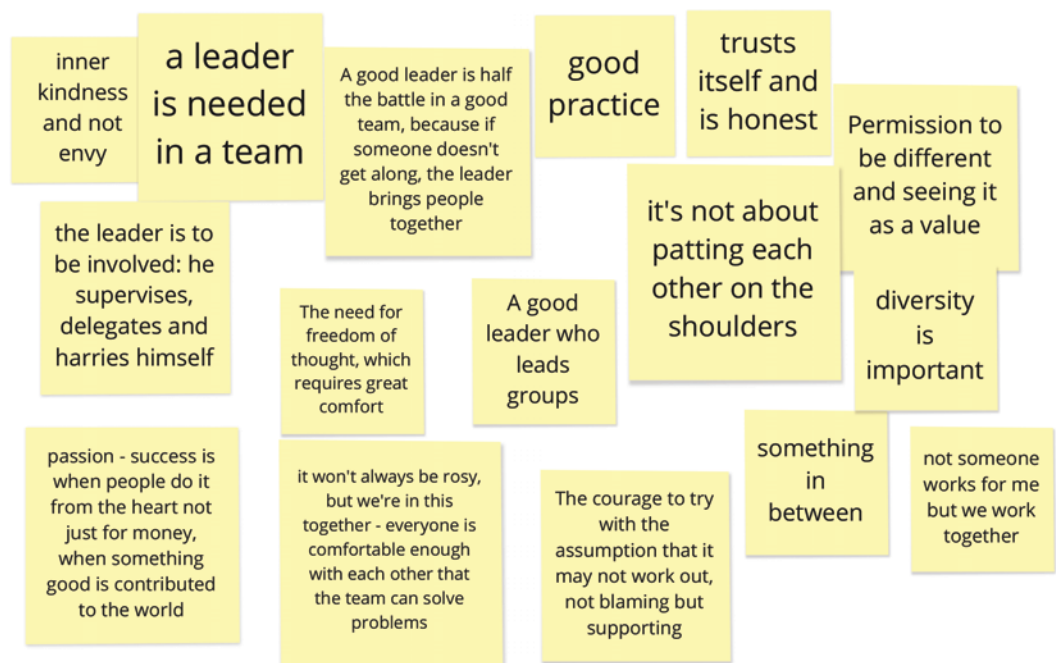 inner
kindness
and not
envy
a leader
is needed
in a team
A good leader is half
the battle in a good
team, because if
someone doesn't
get along, the leader
brings people
together
good
practice
trusts
itself and
is honest
Permission to
be different
and seeing it
as a value
the leader is to
be involved: he
supervises,
delegates and
harries himself
The need for
freedom of
thought, which
requires great
comfort
A good
leader who
leads
groups
it's not about
patting each
other on the
shoulders
diversity
is
important
passion - success is
when people do it
from the heart not
just for money,
when something
good is contributed
to the world
it won't always be rosy,
but we're in this
together - everyone is
comfortable enough
with each other that
the team can solve
problems
The courage to try
with the
assumption that it
may not work out,
not blaming but
supporting
something
in
between
not someone
works for me
but we work
together